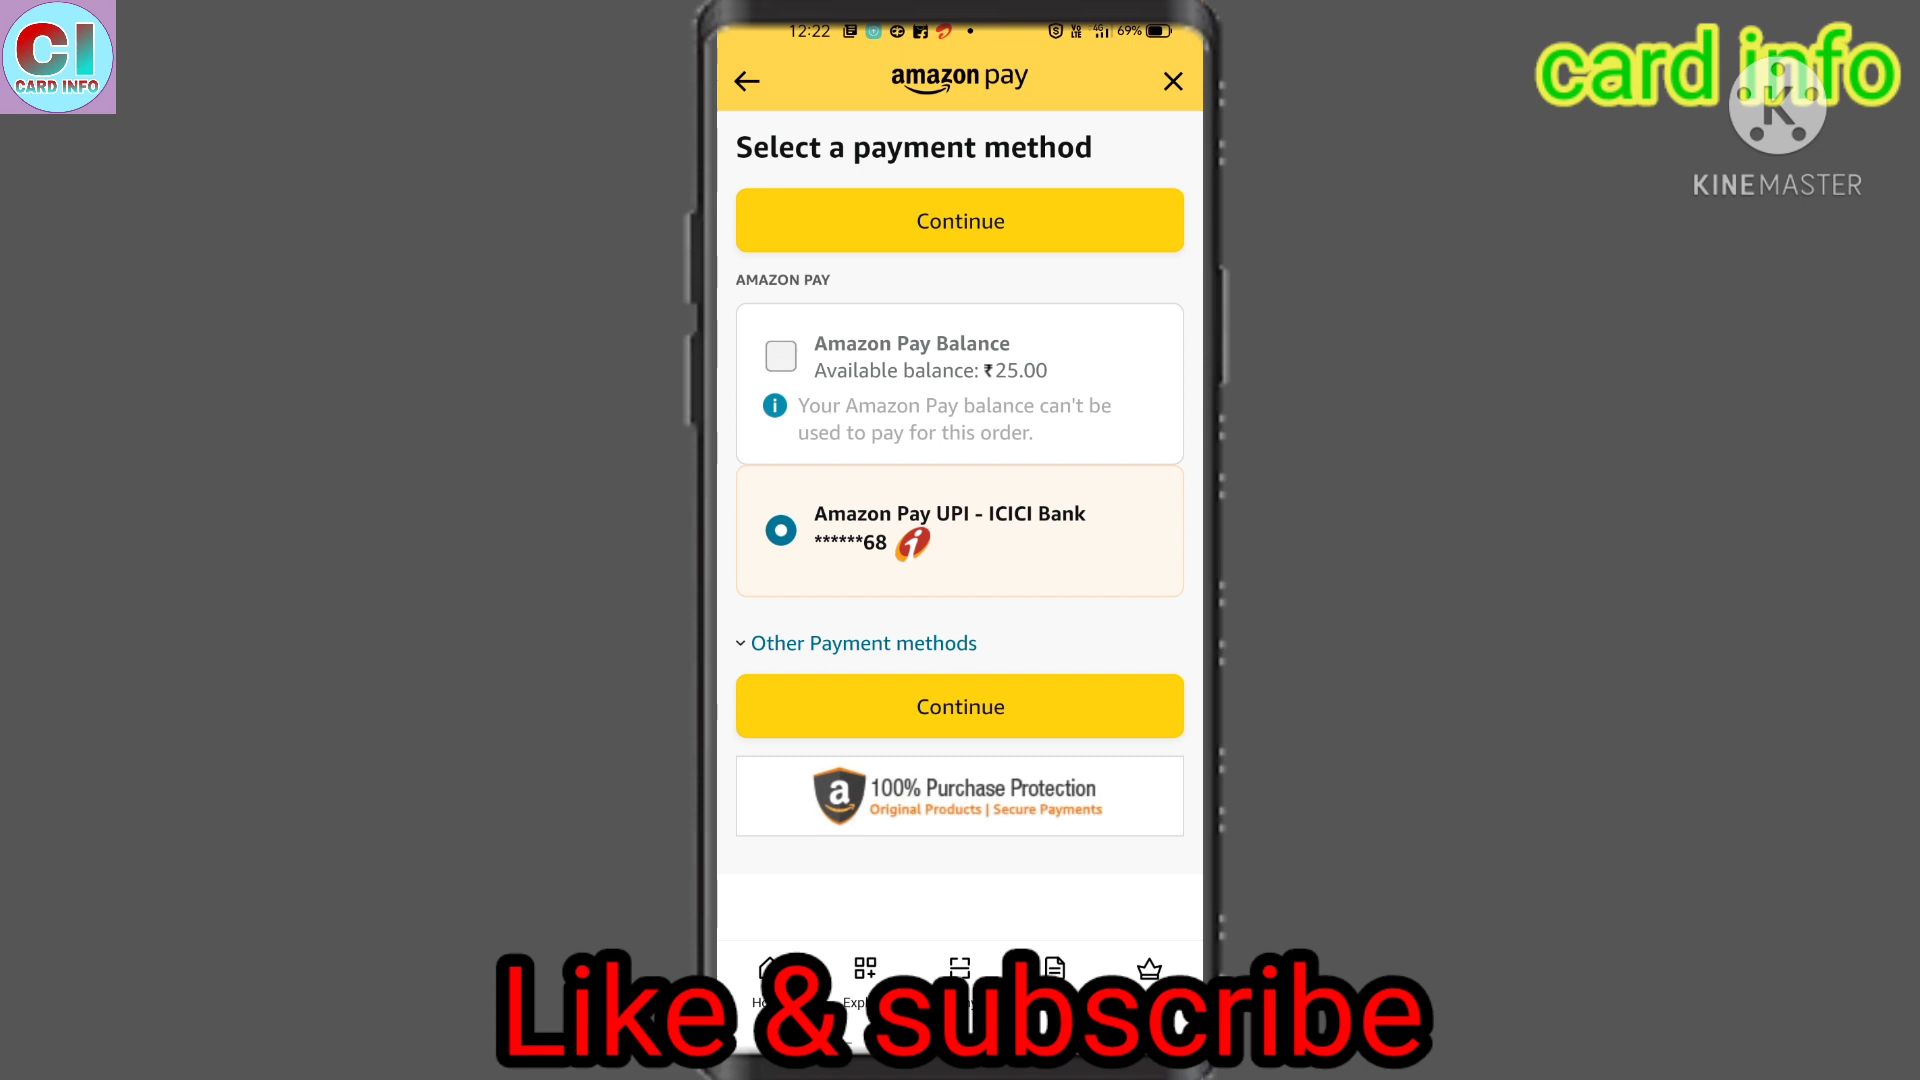 CI
CARD INFO
card info
K
KINEMASTER
12:22
4G
69%
amazon pay
Select a payment method
Continue
AMAZON PAY
Amazon Pay Balance
Available balance: ₹25.00
Your Amazon Pay balance can't be
used to pay for this order.
Amazon Pay UPI - ICICI Bank
******68
Other Payment methods
Continue
100% Purchase Protection
Original Products | Secure Payments
Like & subscribe